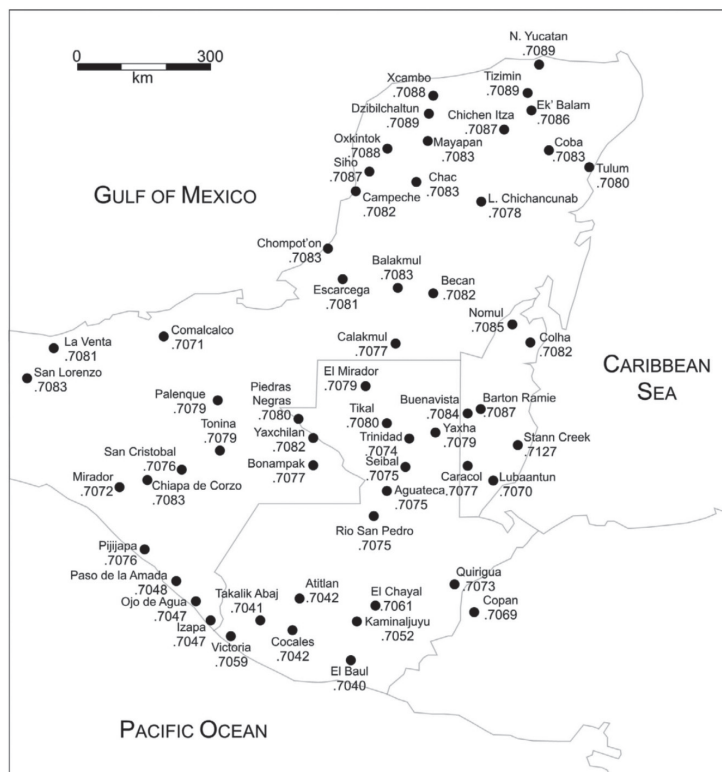 0 300
km
N. Yucatan
.7089
Xcambo
.7088
Tizimin
.7089
Dzibilchaltun
.7089
Chichen Itza
.7087
Ek' Balam
.7086
Oxkintok
.7088
Mayapan
.7083
Coba
.7083
Siho
.7087
Chac
.7083
Tulum
.7080
GULF OF MEXICO
Campeche
.7082
L. Chichancunab
.7078
Chompot'on
.7083
Balakmul
.7083
Escarcega
.7081
Becan
.7082
Nomul
.7085
La Venta
.7081
Comalcalco
.7071
Calakmul
.7077
Colha
.7082
CARIBBEAN
SEA
San Lorenzo
.7083
El Mirador
.7079
Palenque
.7079
Piedras
Negras
.7080
Tikal
.7080
Buenavista
.7084
Barton Ramie
.7087
Tonina
.7079
Yaxchilan
.7082
Trinidad
.7074
Yaxha
.7079
Stann Creek
.7127
San Cristobal
.7076
Bonampak
.7077
Seibal
.7075
Caracol
.7077
Lubaantun
.7070
Mirador
.7072
Chiapa de Corzo
.7083
Aguateca
.7075
Rio San Pedro
.7075
Pijijapa
.7076
Paso de la Amada
.7048
Atitlan
.7042
Quirigua
.7073
Ojo de Agua
.7047
Takalik Abaj
.7041
El Chayal
.7061
Copan
.7069
Izapa
.7047
Kaminaljuyu
.7052
Victoria
.7059
Cocales
.7042
El Baul
.7040
PACIFIC OCEAN